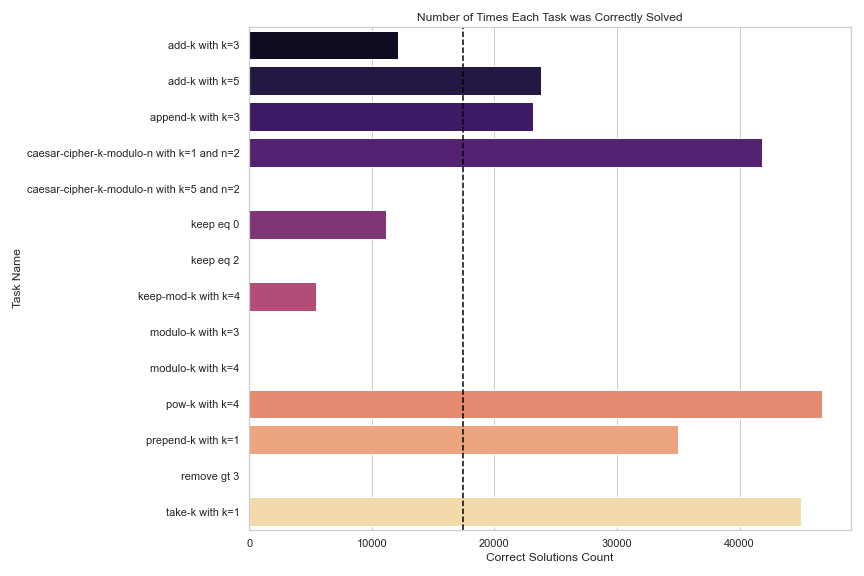 Number of Times Each Task was Correctly Solved
Task Name
add-k with k=3
add-k with k=5
append-k with k=3
caesar-cipher-k-modulo-n with k=1 and n=2
caesar-cipher-k-modulo-n with k=5 and n=2
keep eq 0
keep eq 2
keep-mod-k with k=4
modulo-k with k=3
modulo-k with k=4
pow-k with k=4
prepend-k with k=1
remove gt 3
take-k with k=1
0 10000 20000 30000 40000
Correct Solutions Count